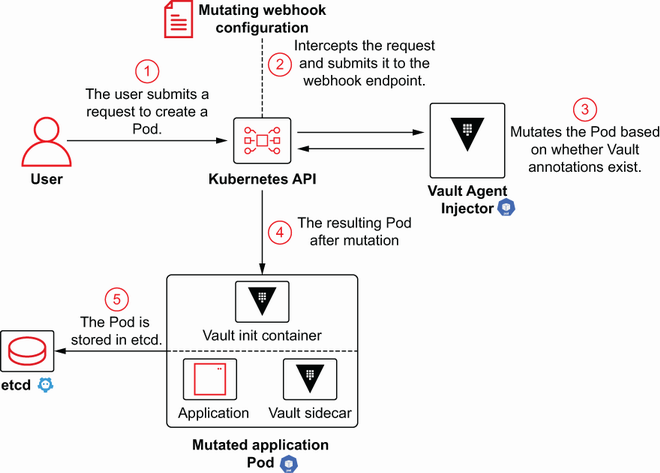 Mutating webhook
configuration
2
Intercepts the request
and submits it to the
webhook endpoint.
1
The user submits a
request to create a
Pod.
3
Mutates the Pod based
on whether Vault
annotations exist.
User
Kubernetes API
Vault Agent
Injector
4
The resulting Pod
after mutation
5
The Pod is
stored in etcd.
Vault init container
etcd
Application
Vault sidecar
Mutated application
Pod